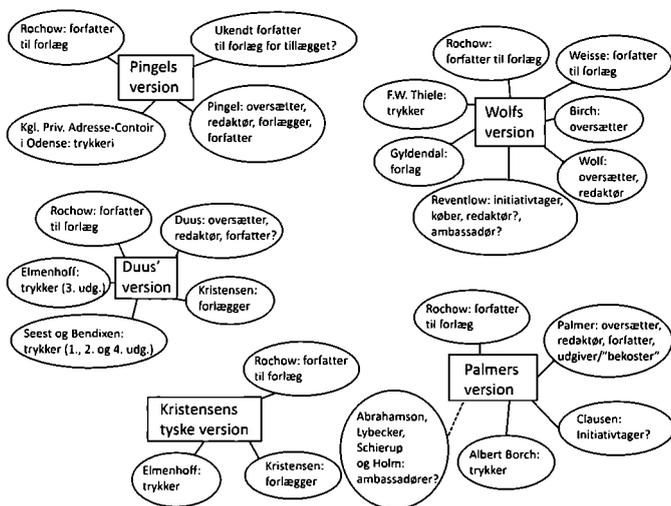 Rochow: forfatter
til forlæg
Ukendt forfatter
til forlæg for tillægget?
Pingels
version
Kgl. Priv. Adresse-Contoir
i Odense: trykkeri
Pingel: oversætter,
redaktør, forlægger,
forfatter
Rochow:
forfatter til forlæg
Weisse: forfatter
til forlæg
F.W. Thiele:
trykker
Wolfs
version
Birch:
oversætter
Gyldendal:
forlag
Wolf:
oversætter,
redaktør
Reventlow: initiativtager,
køber, redaktør?,
ambassadør?
Rochow: forfatter
til forlæg
Duus: oversætter,
redaktør, forfatter?
Duus'
version
Elmenhoff:
trykker (3. udg.)
Kristensen:
forlægger
Seest og Bendixen:
trykker (1., 2. og 4. udg.)
Rochow: forfatter
til forlæg
Kristensens
tyske version
Elmenhoff:
trykker
Kristensen:
forlægger
Rochow: forfatter
til forlæg
Palmer: oversætter,
redaktør, forfatter,
udgiver/"bekoster"
Palmers
version
Abrahamson,
Lybecker,
Schierup
og Holm:
ambassadører?
Albert Borch:
trykker
Clausen:
Initiativtager?